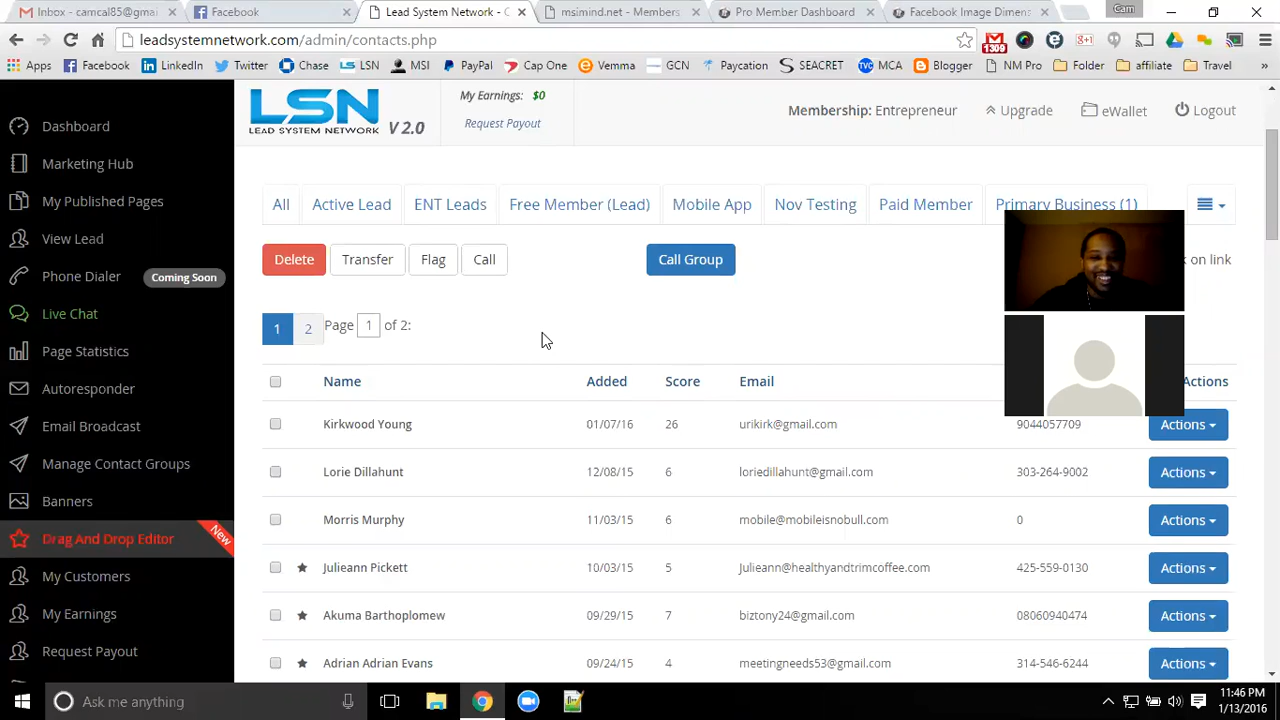 Inbox - camcal85@gmai
Facebook
Lead System Network - C
msimind.net - Members
Pro Member Dashboard
Facebook Image Dimens
Cam
leadsystemnetwork.com/admin/contacts.php
1309
Apps Facebook LinkedIn Twitter Chase LSN MSI PayPal Cap One Vemma GCN Paycation SEACRET MCA Blogger NM Pro Folder affiliate Travel
LSN
LEAD SYSTEM NETWORK
V 2.0
My Earnings: $0
Request Payout
Membership: Entrepreneur
Upgrade
eWallet
Logout
Dashboard
Marketing Hub
My Published Pages
View Lead
Phone Dialer Coming Soon
Live Chat
Page Statistics
Autoresponder
Email Broadcast
Manage Contact Groups
Banners
Drag And Drop Editor New
My Customers
My Earnings
Request Payout
All Active Lead ENT Leads Free Member (Lead) Mobile App Nov Testing Paid Member Primary Business (1)
Delete Transfer Flag Call Call Group on link
1 2 Page 1 of 2:
Name Added Score Email Actions
Kirkwood Young 01/07/16 26 urikirk@gmail.com 9044057709 Actions
Lorie Dillahunt 12/08/15 6 loriedillahunt@gmail.com 303-264-9002 Actions
Morris Murphy 11/03/15 6 mobile@mobileisnobull.com 0 Actions
Julieann Pickett 10/03/15 5 Julieann@healthyandtrimcoffee.com 425-559-0130 Actions
Akuma Barthoplomew 09/29/15 7 biztony24@gmail.com 08060940474 Actions
Adrian Adrian Evans 09/24/15 4 meetingneeds53@gmail.com 314-546-6244 Actions
Ask me anything
11:46 PM
1/13/2016